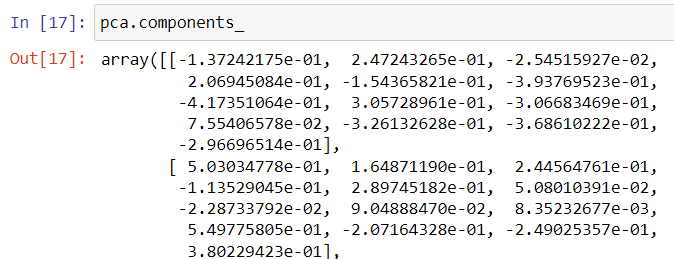 In [17]: pca.components_
Out[17]: array([[-1.37242175e-01, 2.47243265e-01, -2.54515927e-02,
2.06945084e-01, -1.54365821e-01, -3.93769523e-01,
-4.17351064e-01, 3.05728961e-01, -3.06683469e-01,
7.55406578e-02, -3.26132628e-01, -3.68610222e-01,
-2.96696514e-01],
[ 5.03034778e-01, 1.64871190e-01, 2.44564761e-01,
-1.13529045e-01, 2.89745182e-01, 5.08010391e-02,
-2.28733792e-02, 9.04888470e-02, 8.35232677e-03,
5.49775805e-01, -2.07164328e-01, -2.49025357e-01,
3.80229423e-01],